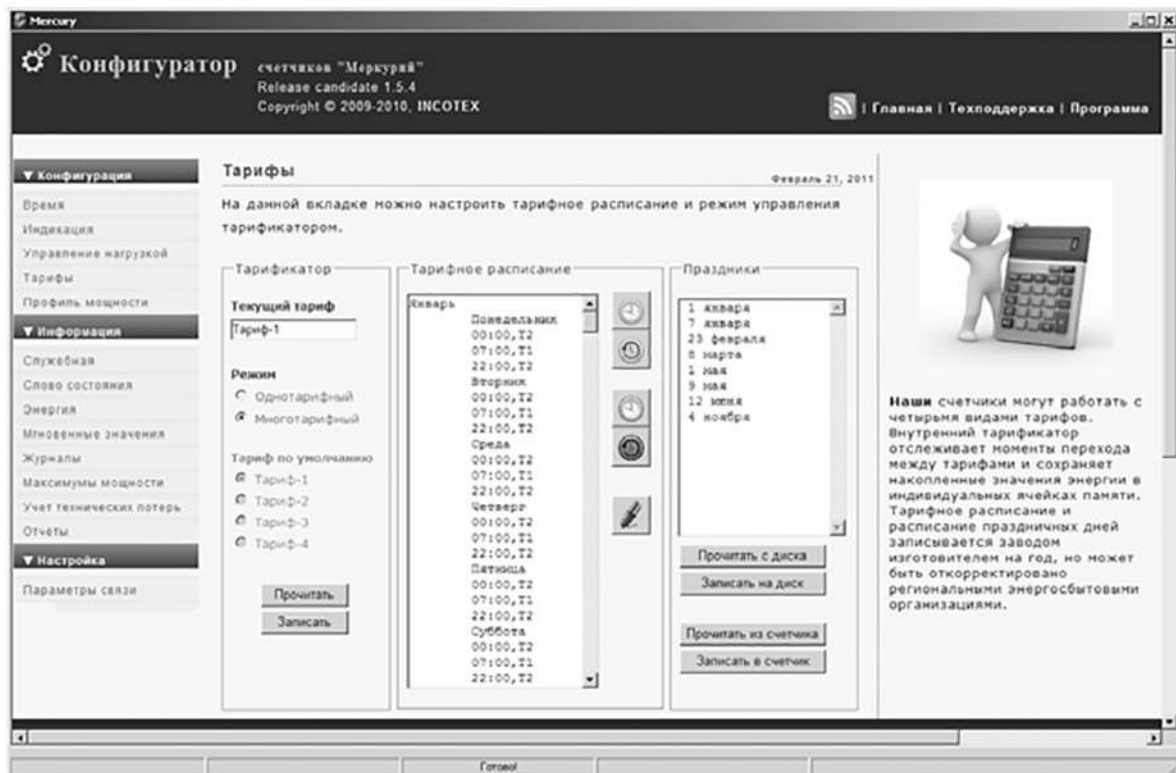 Mercury
Конфигуратор счетчиков "Меркурий"
Release candidate 1.5.4
Copyright © 2009-2010, INCOTEX
| Главная | Техподдержка | Программа
▼ Конфигурация
Время
Индикация
Управление нагрузкой
Тарифы
Профиль мощности
▼ Информация
Служебная
Слово состояния
Энергия
Мгновенные значения
Журналы
Максимумы мощности
Учет технических потерь
Отчеты
▼ Настройка
Параметры связи
Тарифы
Февраль 21, 2011
На данной вкладке можно настроить тарифное расписание и режим управления
тарификатором.
Тарификатор
Текущий тариф
Тариф-1
Режим
Однотарифный
Многотарифный
Тариф по умолчанию
Тариф-1
Тариф-2
Тариф-3
Тариф-4
Прочитать
Записать
Тарифное расписание
Январь
Понедельник
00:00,T2
07:00,T1
22:00,T2
Вторник
00:00,T2
07:00,T1
22:00,T2
Среда
00:00,T2
07:00,T1
22:00,T2
Четверг
00:00,T2
07:00,T1
22:00,T2
Пятница
00:00,T2
07:00,T1
22:00,T2
Суббота
00:00,T2
07:00,T1
22:00,T2
Праздники
1 января
7 января
23 февраля
8 марта
1 мая
9 мая
12 июня
4 ноября
Прочитать с диска
Записать на диск
Прочитать из счетчика
Записать в счетчик
0
Наши счетчики могут работать с
четырьмя видами тарифов.
Внутренний тарификатор
отслеживает моменты перехода
между тарифами и сохраняет
накопленные значения энергии в
индивидуальных ячейках памяти.
Тарифное расписание и
расписание праздничных дней
записывается заводом
изготовителем на год, но может
быть откорректировано
региональными энергосбытовыми
организациями.
Готово!